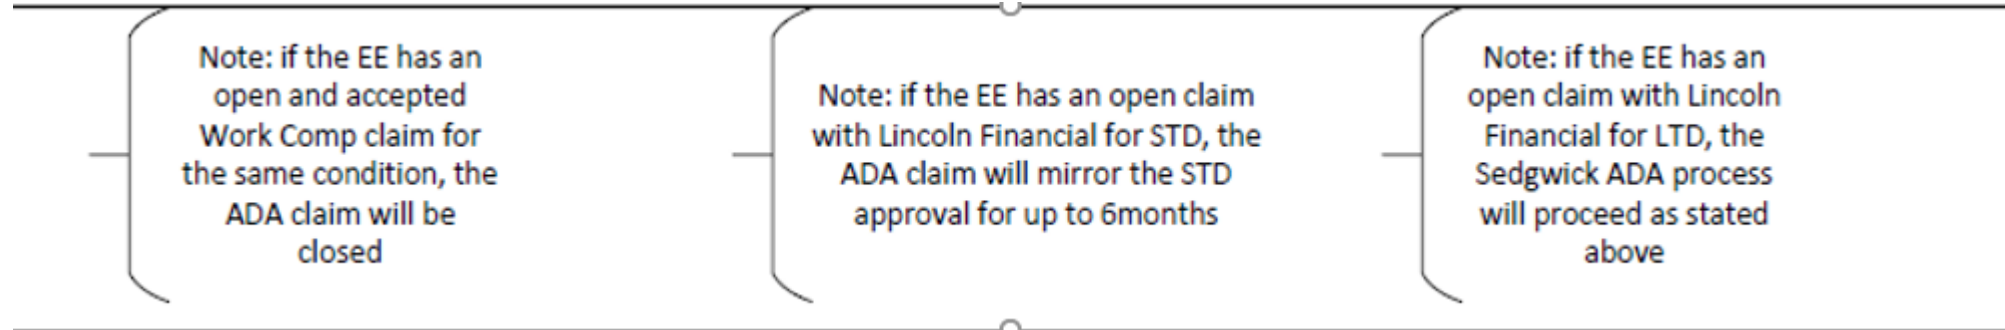 Note: if the EE has an
open and accepted
Work Comp claim for
the same condition, the
ADA claim will be
closed
Note: if the EE has an open claim
with Lincoln Financial for STD, the
ADA claim will mirror the STD
approval for up to 6months
Note: if the EE has an
open claim with Lincoln
Financial for LTD, the
Sedgwick ADA process
will proceed as stated
above